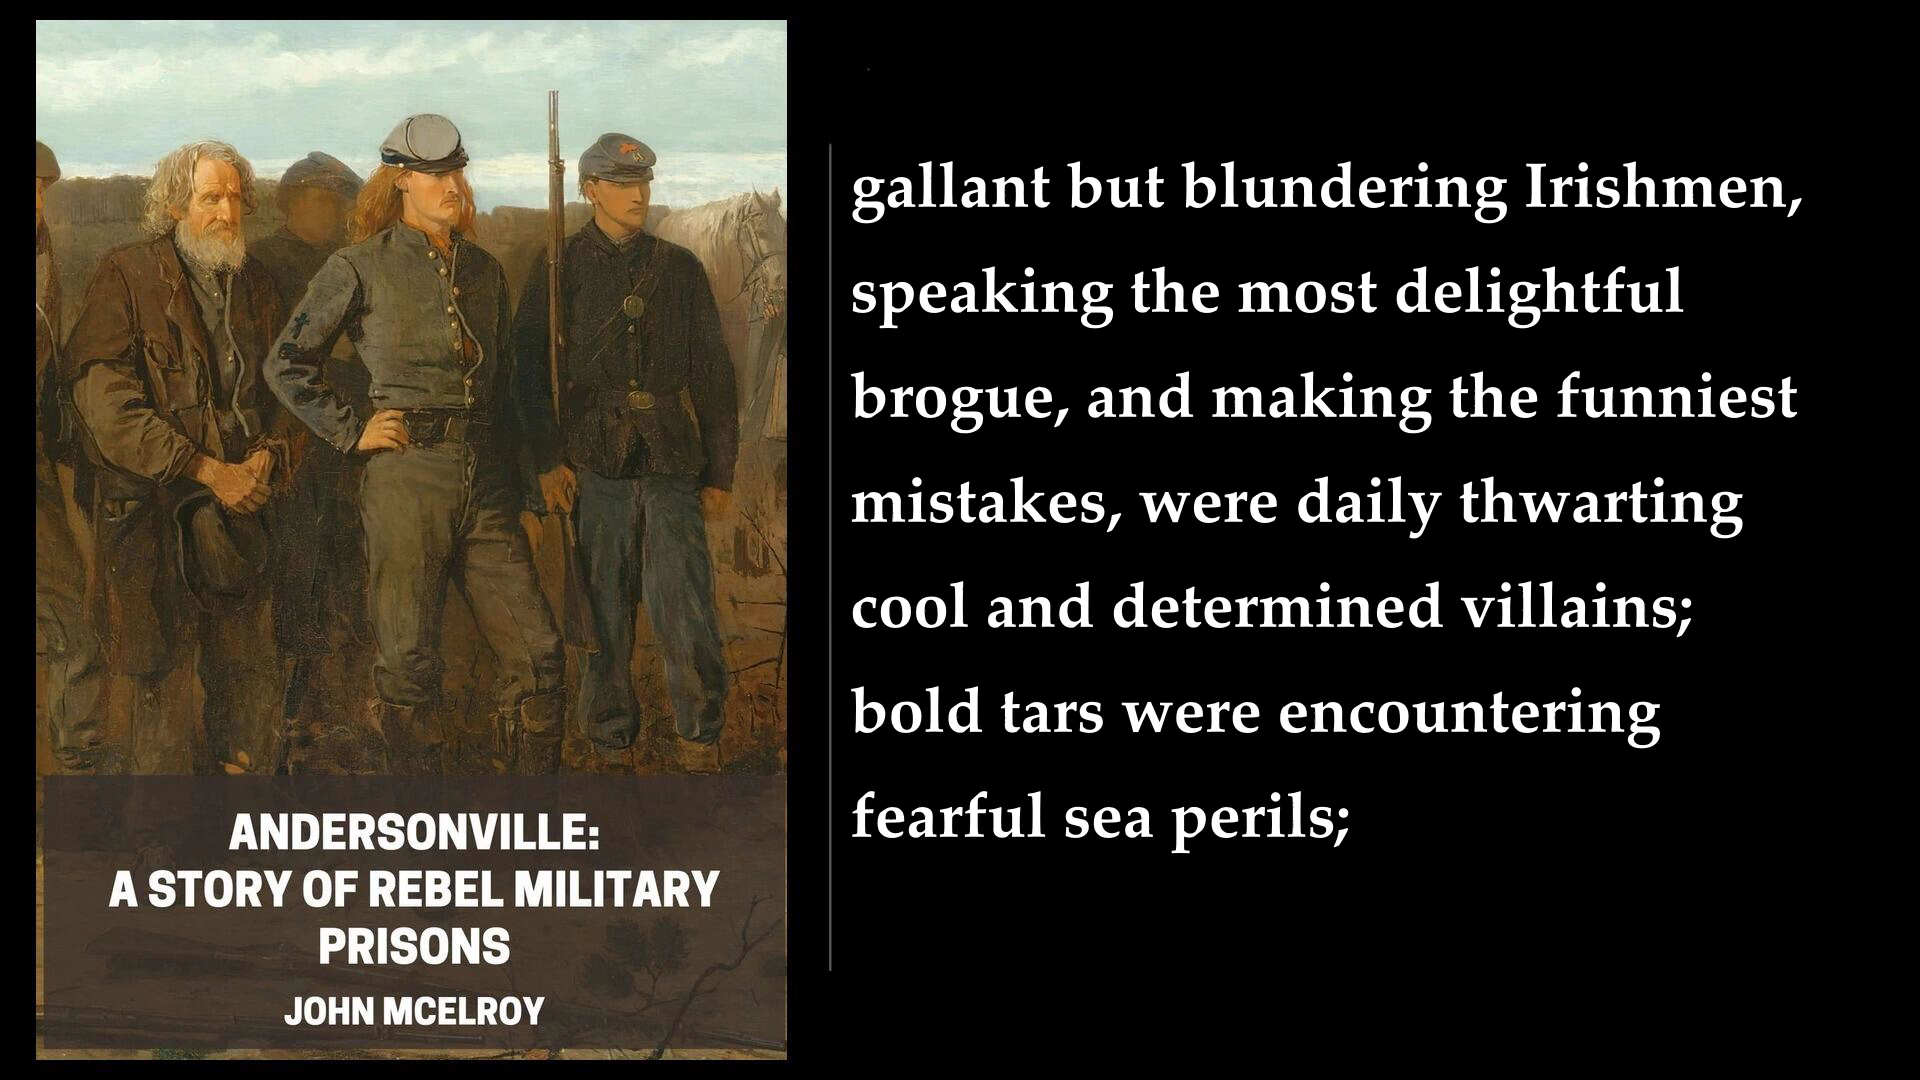 ANDERSONVILLE:
A STORY OF REBEL MILITARY
PRISONS
JOHN MCELROY
gallant but blundering Irishmen,
speaking the most delightful
brogue, and making the funniest
mistakes, were daily thwarting
cool and determined villains;
bold tars were encountering
fearful sea perils;